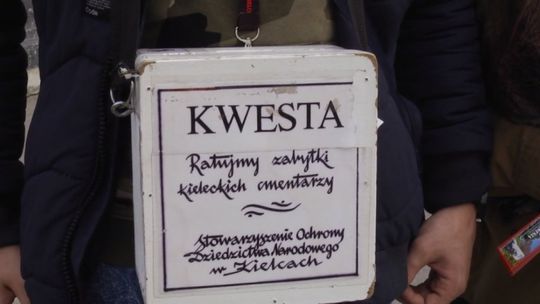 KWESTA
Ratujmy zabytki
kieleckich cmentarzy
Stowarzyszenie Ochrony
Dziedzictwa Narodowego
w Kielcach